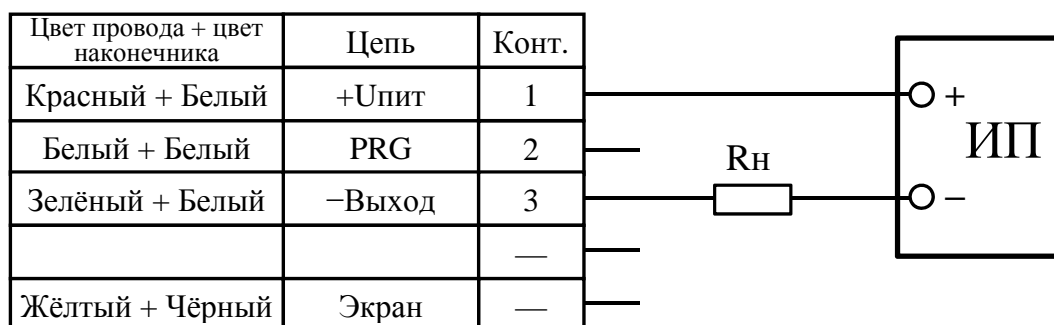 Цвет провода + цвет
наконечника
Цепь
Конт.
Красный + Белый
+Uпит
1
Белый + Белый
PRG
2
Зелёный + Белый
−Выход
3
—
Жёлтый + Чёрный
Экран
—
Rн
+
ИП
−